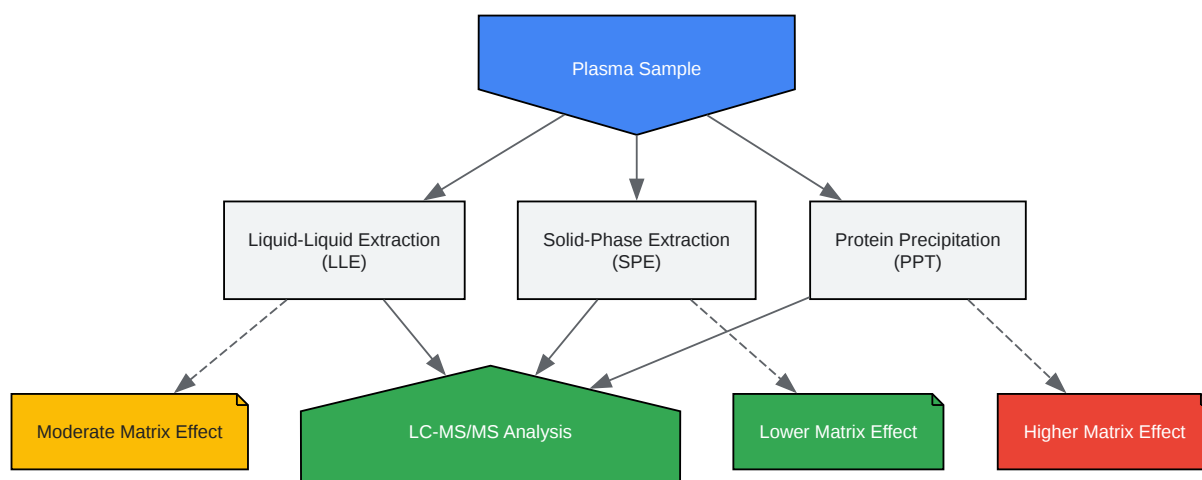 Plasma Sample
Liquid-Liquid Extraction
(LLE)
Solid-Phase Extraction
(SPE)
Protein Precipitation
(PPT)
Moderate Matrix Effect
LC-MS/MS Analysis
Lower Matrix Effect
Higher Matrix Effect